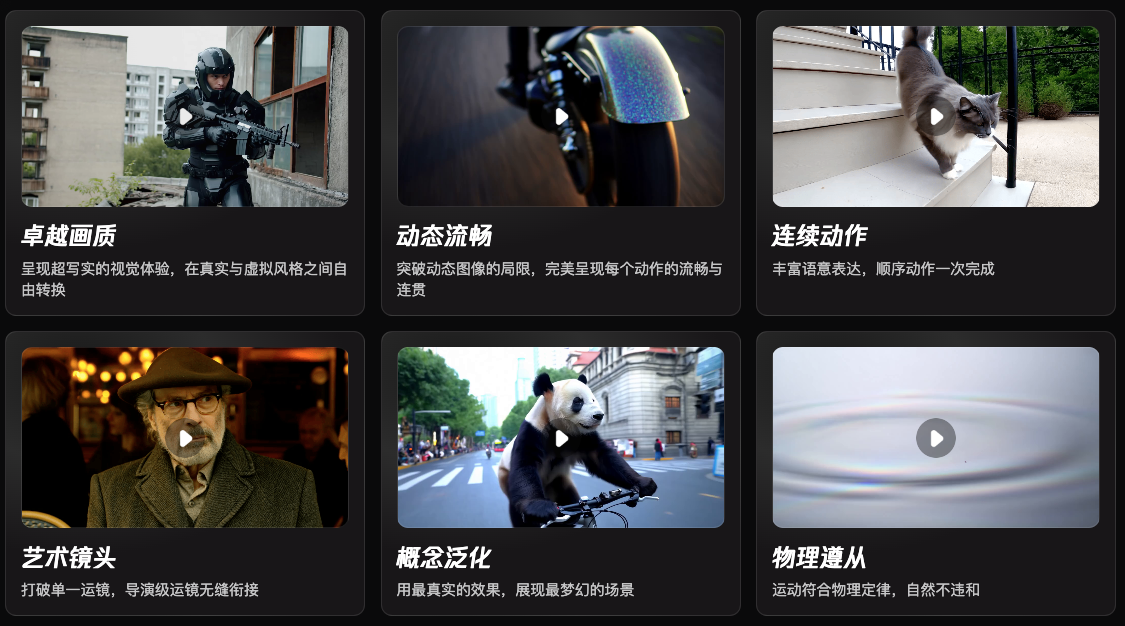 卓越画质
呈现超写实的视觉体验，在真实与虚拟风格之间自
由转换
动态流畅
突破动态图像的局限，完美呈现每个动作的流畅与
连贯
连续动作
丰富语意表达，顺序动作一次完成
艺术镜头
打破单一运镜，导演级运镜无缝衔接
概念泛化
用最真实的效果，展现最梦幻的场景
物理遵从
运动符合物理定律，自然不违和